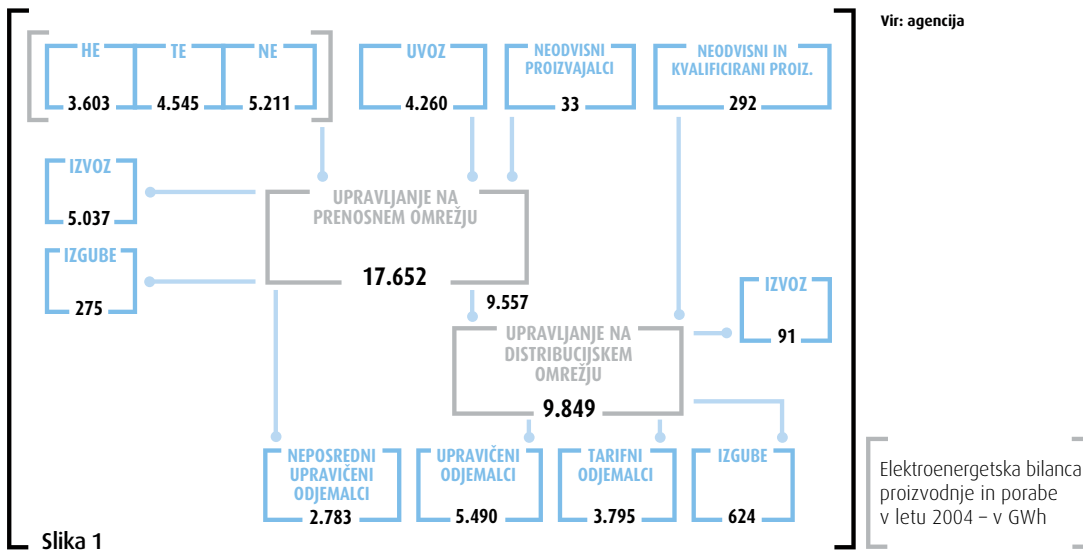 Vir: agencija
HE
3.603
TE
4.545
NE
5.211
UVOZ
4.260
NEODVISNI
PROIZVAJALCI
33
NEODVISNI IN
KVALIFICIRANI PROIZ.
292
IZVOZ
5.037
IZGUBE
275
UPRAVLJANJE NA
PRENOSNEM OMREŽJU
17.652
9.557
IZVOZ
91
UPRAVLJANJE NA
DISTRIBUCIJSKEM
OMREŽJU
9.849
NEPOSREDNI
UPRAVIČENI
ODJEMALCI
2.783
UPRAVIČENI
ODJEMALCI
5.490
TARIFNI
ODJEMALCI
3.795
IZGUBE
624
Slika 1
Elektroenergetska bilanca
proizvodnje in porabe
v letu 2004 – v GWh